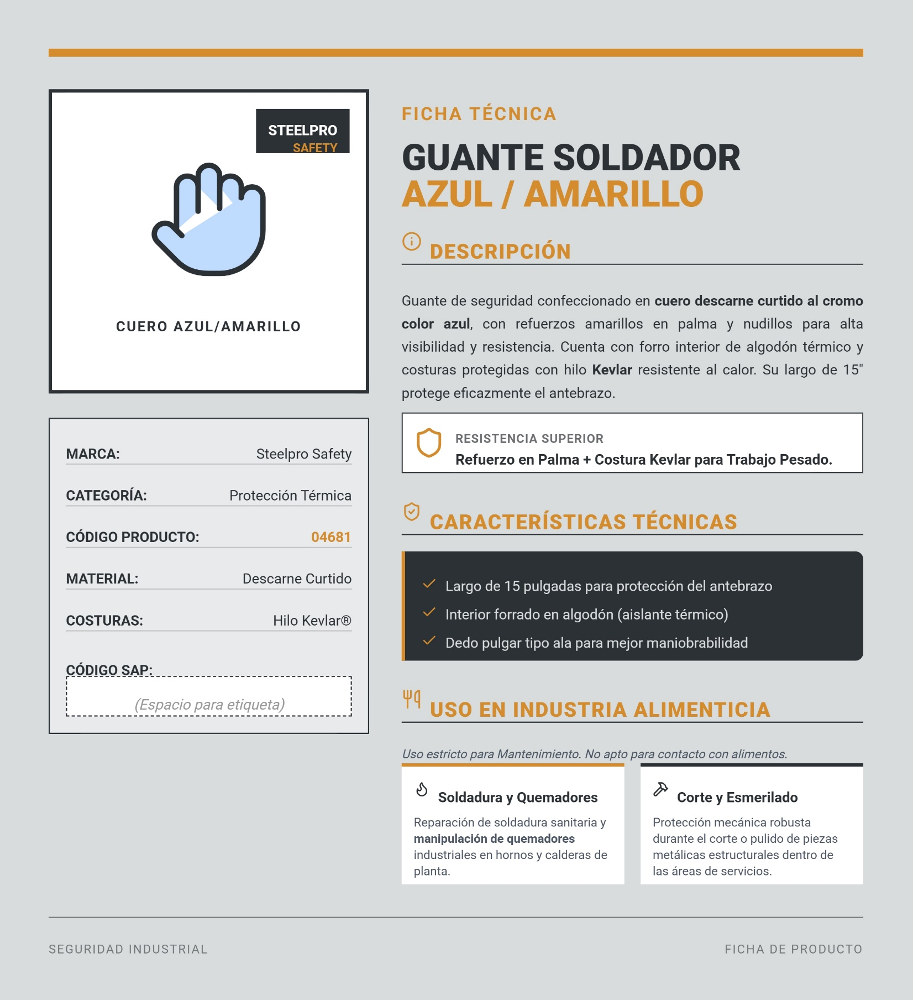 STEELPRO
SAFETY
CUERO AZUL/AMARILLO
MARCA: Steelpro Safety
CATEGORÍA: Protección Térmica
CÓDIGO PRODUCTO: 04681
MATERIAL: Descarne Curtido
COSTURAS: Hilo Kevlar®
CÓDIGO SAP:
(Espacio para etiqueta)
FICHA TÉCNICA
GUANTE SOLDADOR
AZUL / AMARILLO
DESCRIPCIÓN
Guante de seguridad confeccionado en cuero descarne curtido al cromo
color azul, con refuerzos amarillos en palma y nudillos para alta
visibilidad y resistencia. Cuenta con forro interior de algodón térmico y
costuras protegidas con hilo Kevlar resistente al calor. Su largo de 15"
protege eficazmente el antebrazo.
RESISTENCIA SUPERIOR
Refuerzo en Palma + Costura Kevlar para Trabajo Pesado.
CARACTERÍSTICAS TÉCNICAS
Largo de 15 pulgadas para protección del antebrazo
Interior forrado en algodón (aislante térmico)
Dedo pulgar tipo ala para mejor maniobrabilidad
USO EN INDUSTRIA ALIMENTICIA
Uso estricto para Mantenimiento. No apto para contacto con alimentos.
Soldadura y Quemadores
Reparación de soldadura sanitaria y
manipulación de quemadores
industriales en hornos y calderas de
planta.
Corte y Esmerilado
Protección mecánica robusta
durante el corte o pulido de piezas
metálicas estructurales dentro de
las áreas de servicios.
SEGURIDAD INDUSTRIAL
FICHA DE PRODUCTO